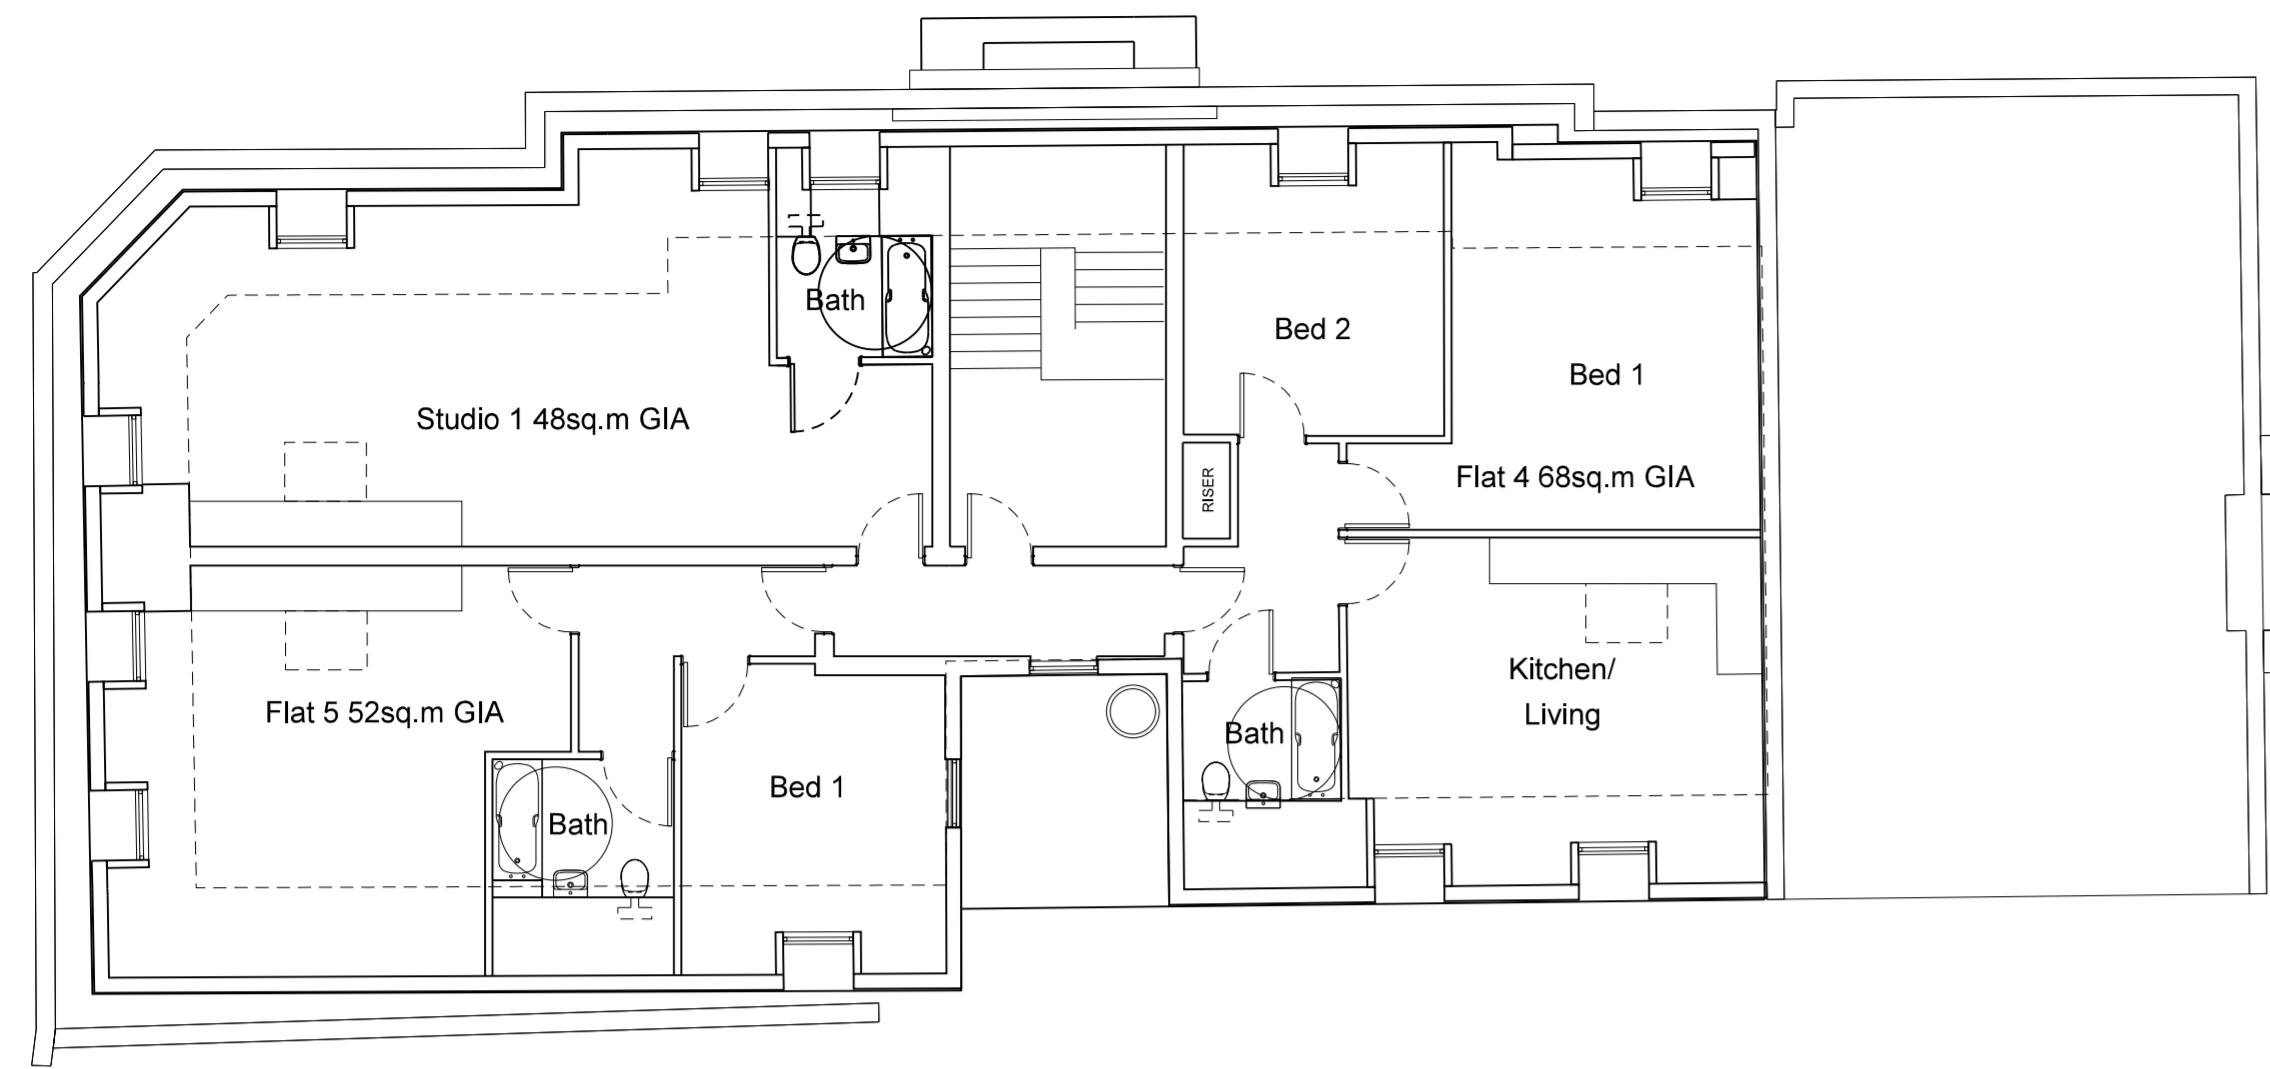 Bath
Bed 2
Bed 1
Studio 1 48sq.m GIA
Flat 4 68sq.m GIA
RISER
Kitchen/
Living
Flat 5 52sq.m GIA
Bath
Bed 1
Bath